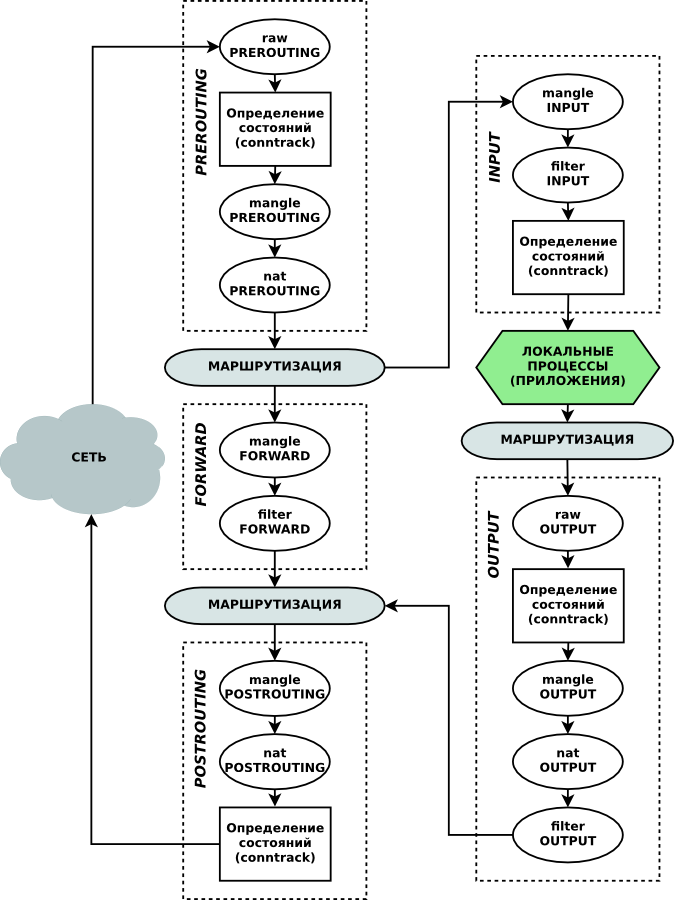 PREROUTING
raw
PREROUTING
Определение
состояний
(conntrack)
mangle
PREROUTING
nat
PREROUTING
МАРШРУТИЗАЦИЯ
INPUT
mangle
INPUT
filter
INPUT
Определение
состояний
(conntrack)
ЛОКАЛЬНЫЕ
ПРОЦЕССЫ
(ПРИЛОЖЕНИЯ)
МАРШРУТИЗАЦИЯ
СЕТЬ
FORWARD
mangle
FORWARD
filter
FORWARD
МАРШРУТИЗАЦИЯ
OUTPUT
raw
OUTPUT
Определение
состояний
(conntrack)
mangle
OUTPUT
nat
OUTPUT
filter
OUTPUT
POSTROUTING
mangle
POSTROUTING
nat
POSTROUTING
Определение
состояний
(conntrack)